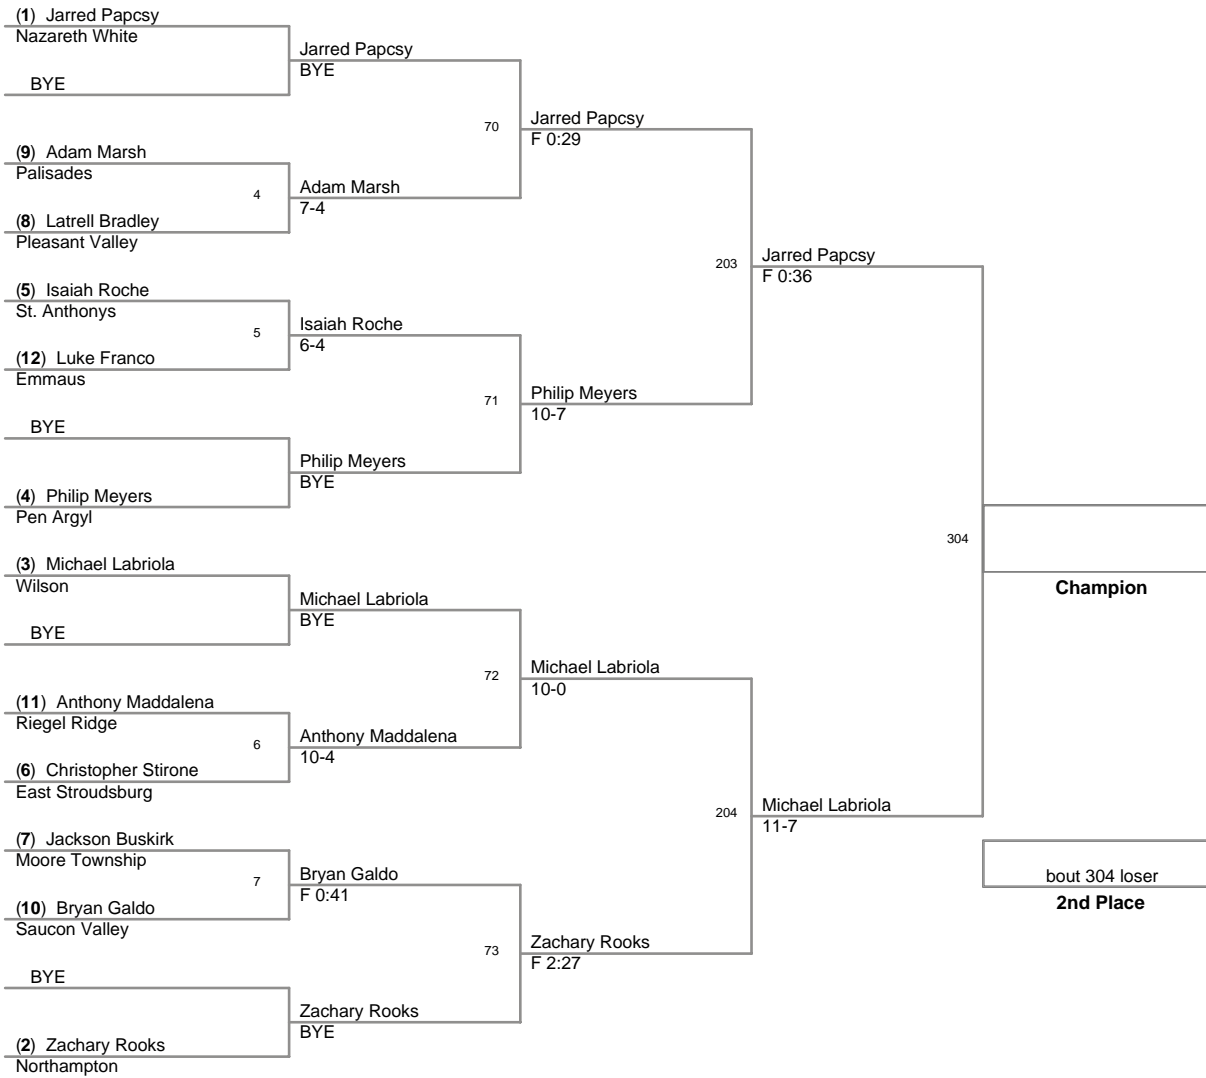 (1) Jarred Papcsy
Nazareth White
BYE
(9) Adam Marsh
Palisades
4
(8) Latrell Bradley
Pleasant Valley
(5) Isaiah Roche
St. Anthonys
5
(12) Luke Franco
Emmaus
BYE
(4) Philip Meyers
Pen Argyl
(3) Michael Labriola
Wilson
BYE
(11) Anthony Maddalena
Riegel Ridge
6
(6) Christopher Stirone
East Stroudsburg
(7) Jackson Buskirk
Moore Township
7
(10) Bryan Galdo
Saucon Valley
BYE
(2) Zachary Rooks
Northampton
Jarred Papcsy
BYE
70
Adam Marsh
7-4
Isaiah Roche
6-4
71
Philip Meyers
BYE
Michael Labriola
BYE
72
Anthony Maddalena
10-4
Bryan Galdo
F 0:41
73
Zachary Rooks
BYE
Jarred Papcsy
F 0:29
203
Philip Meyers
10-7
Michael Labriola
10-0
204
Zachary Rooks
F 2:27
Jarred Papcsy
F 0:36
304
Michael Labriola
11-7
Champion
bout 304 loser
2nd Place